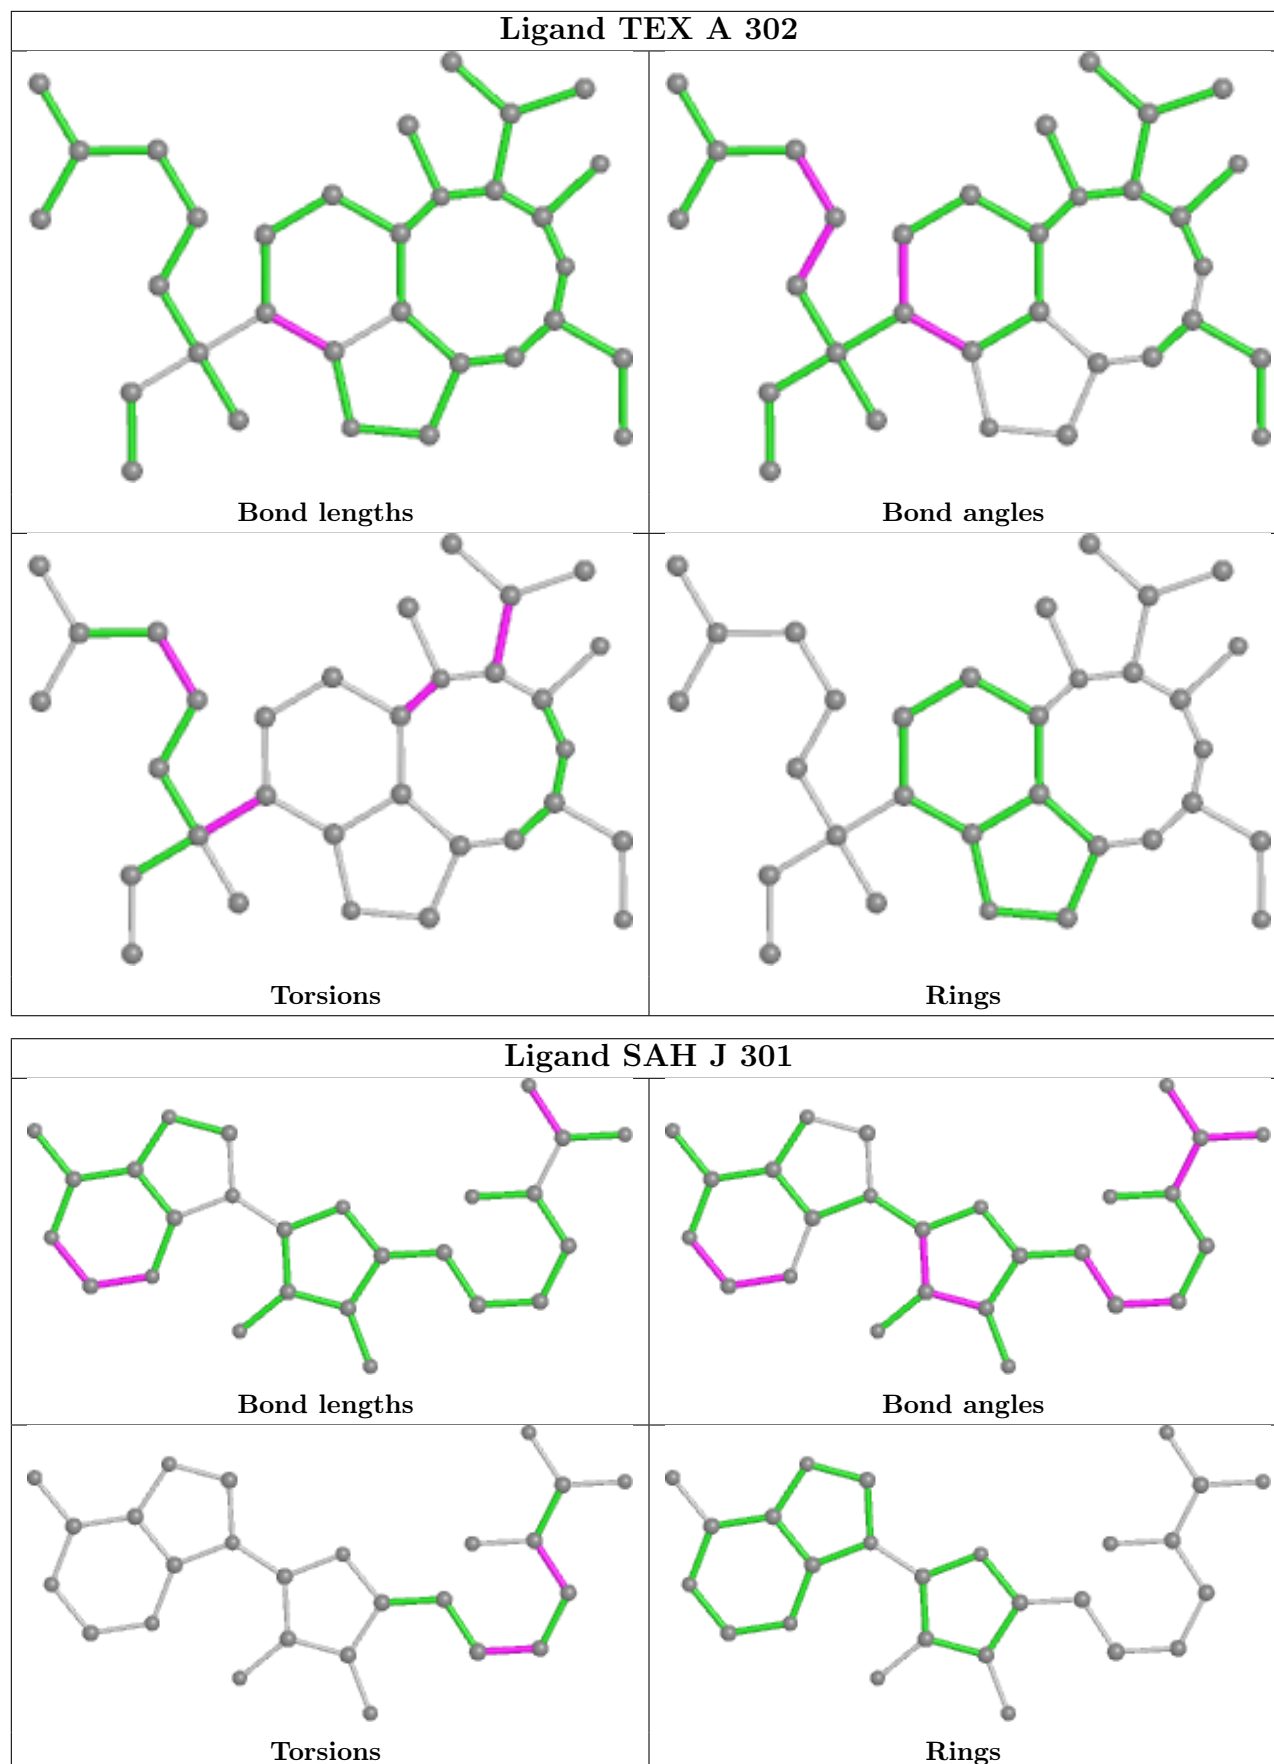 Ligand TEX A 302
Bond lengths
Bond angles
Torsions
Rings
Ligand SAH J 301
Bond lengths
Bond angles
Torsions
Rings